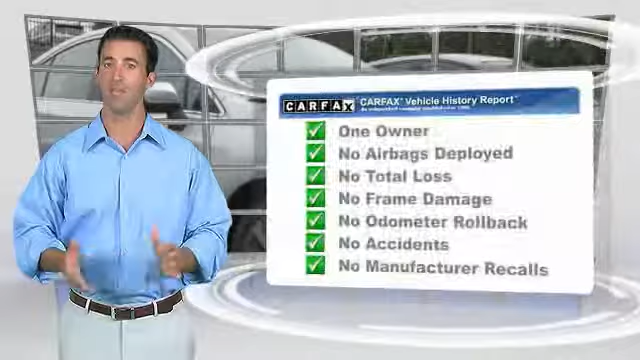 CARFAX CARFAX Vehicle History Report™
One Owner
No Airbags Deployed
No Total Loss
No Frame Damage
No Odometer Rollback
No Accidents
No Manufacturer Recalls